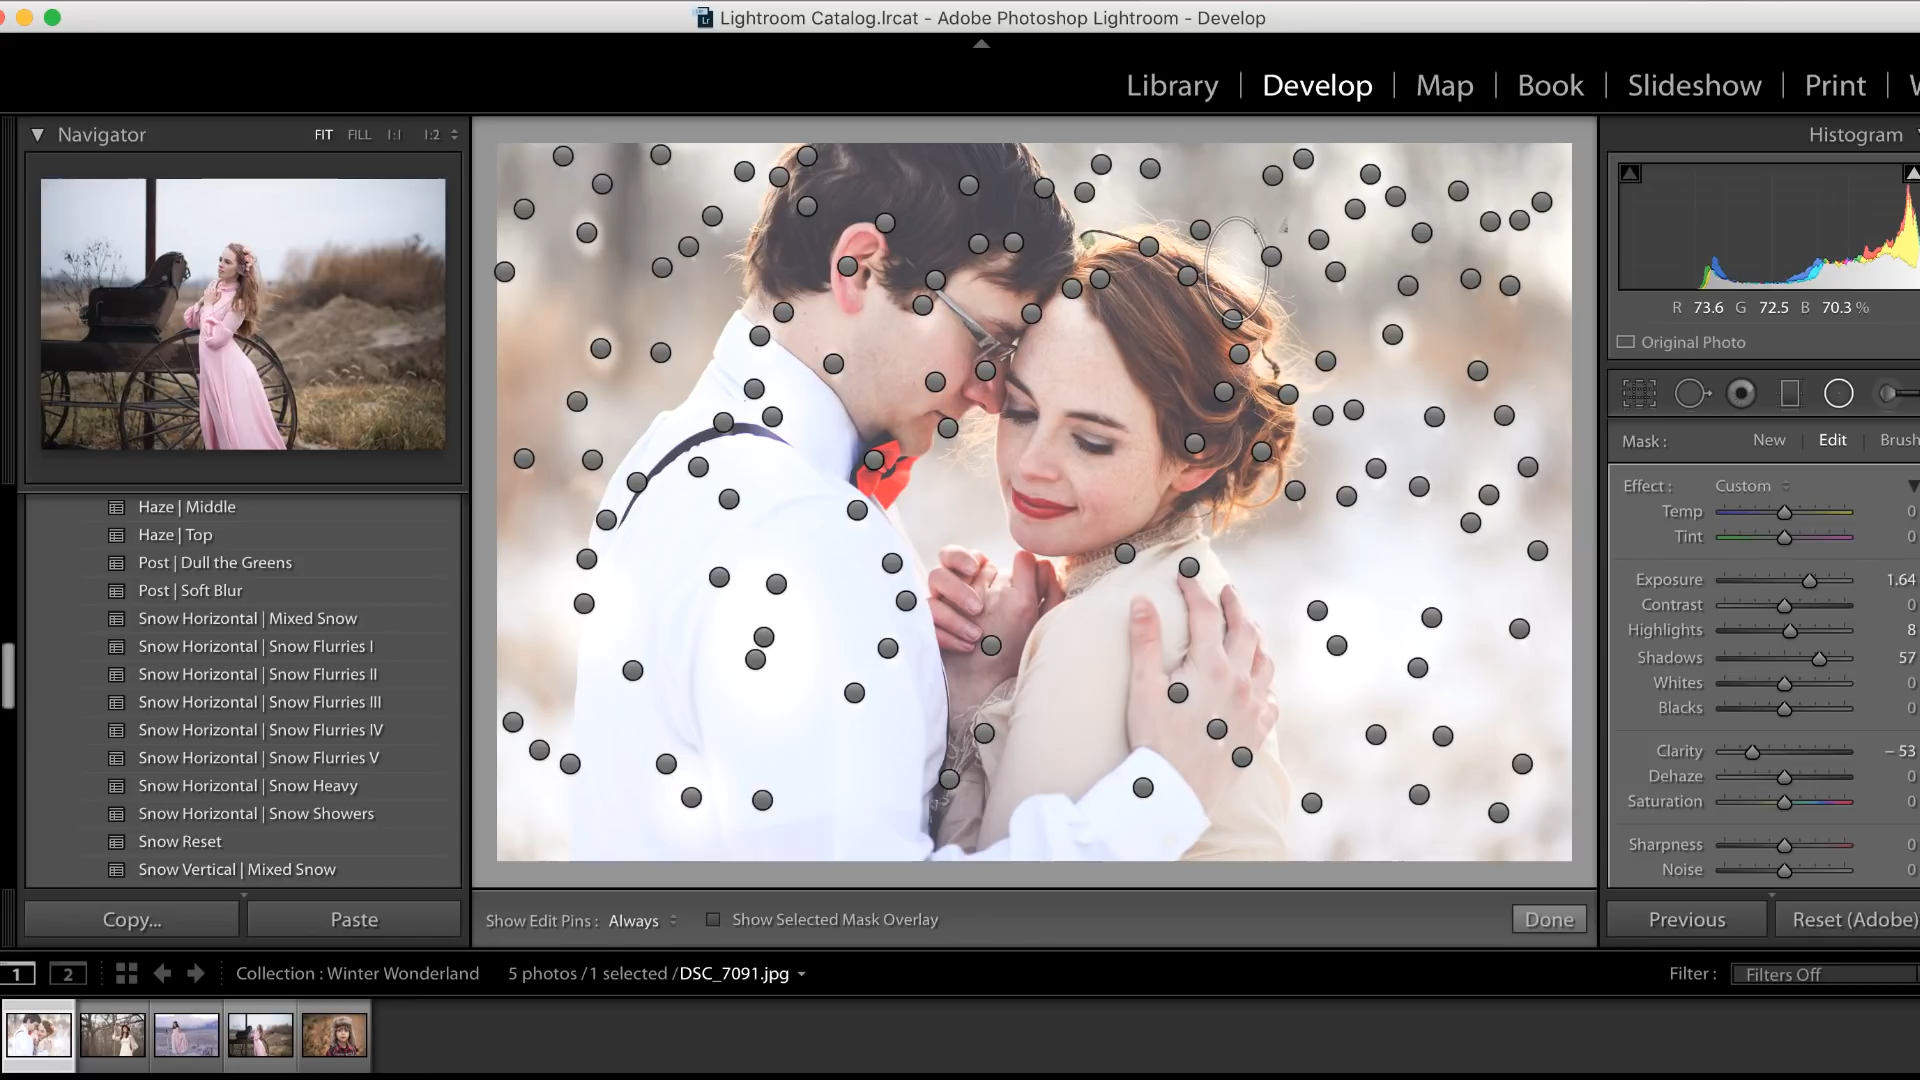 Lightroom Catalog.lrcat - Adobe Photoshop Lightroom - Develop
Library | Develop | Map | Book | Slideshow | Print |
Navigator FIT FILL 1:1 1:2
Histogram
R 73.6 G 72.5 B 70.3 %
Original Photo
Mask : New | Edit | Brush
Effect : Custom
Temp 0
Tint 0
Exposure 1.64
Contrast 0
Highlights 8
Shadows 57
Whites 0
Blacks 0
Clarity – 53
Dehaze 0
Saturation 0
Sharpness 0
Noise 0
Haze | Middle
Haze | Top
Post | Dull the Greens
Post | Soft Blur
Snow Horizontal | Mixed Snow
Snow Horizontal | Snow Flurries I
Snow Horizontal | Snow Flurries II
Snow Horizontal | Snow Flurries III
Snow Horizontal | Snow Flurries IV
Snow Horizontal | Snow Flurries V
Snow Horizontal | Snow Heavy
Snow Horizontal | Snow Showers
Snow Reset
Snow Vertical | Mixed Snow
Copy... Paste
Show Edit Pins : Always Show Selected Mask Overlay Done
Previous Reset (Adobe)
1 2 Collection : Winter Wonderland 5 photos / 1 selected / DSC_7091.jpg
Filter : Filters Off